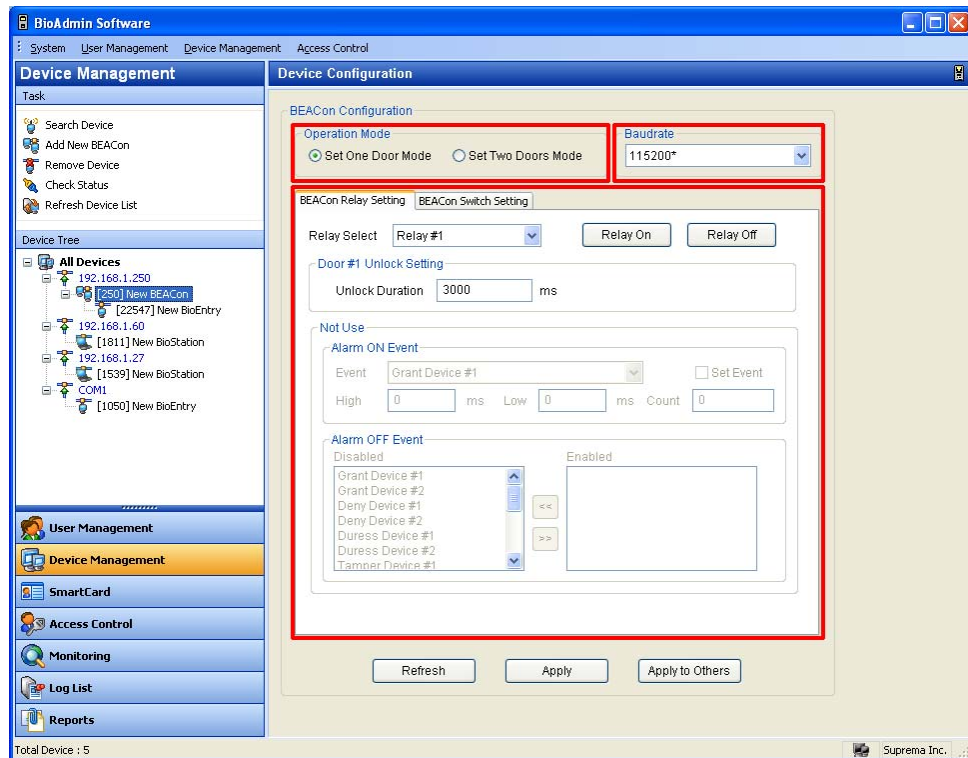 BioAdmin Software
System User Management Device Management Access Control
Device Management
Task
Search Device
Add New BEACon
Remove Device
Check Status
Refresh Device List
Device Tree
All Devices
192.168.1.250
[250] New BEACon
[22547] New BioEntry
192.168.1.60
[1811] New BioStation
192.168.1.27
[1539] New BioStation
COM1
[1050] New BioEntry
User Management
Device Management
SmartCard
Access Control
Monitoring
Log List
Reports
Device Configuration
BEACon Configuration
Operation Mode
Set One Door Mode Set Two Doors Mode
Baudrate
115200*
BEACon Relay Setting BEACon Switch Setting
Relay Select Relay #1 Relay On Relay Off
Door #1 Unlock Setting
Unlock Duration 3000 ms
Not Use
Alarm ON Event
Event Grant Device #1 Set Event
High 0 ms Low 0 ms Count 0
Alarm OFF Event
Disabled Enabled
Grant Device #1
Grant Device #2
Deny Device #1
Deny Device #2
Duress Device #1
Duress Device #2
Tamper Device #1
<<
>>
Refresh Apply Apply to Others
Total Device : 5 Suprema Inc.